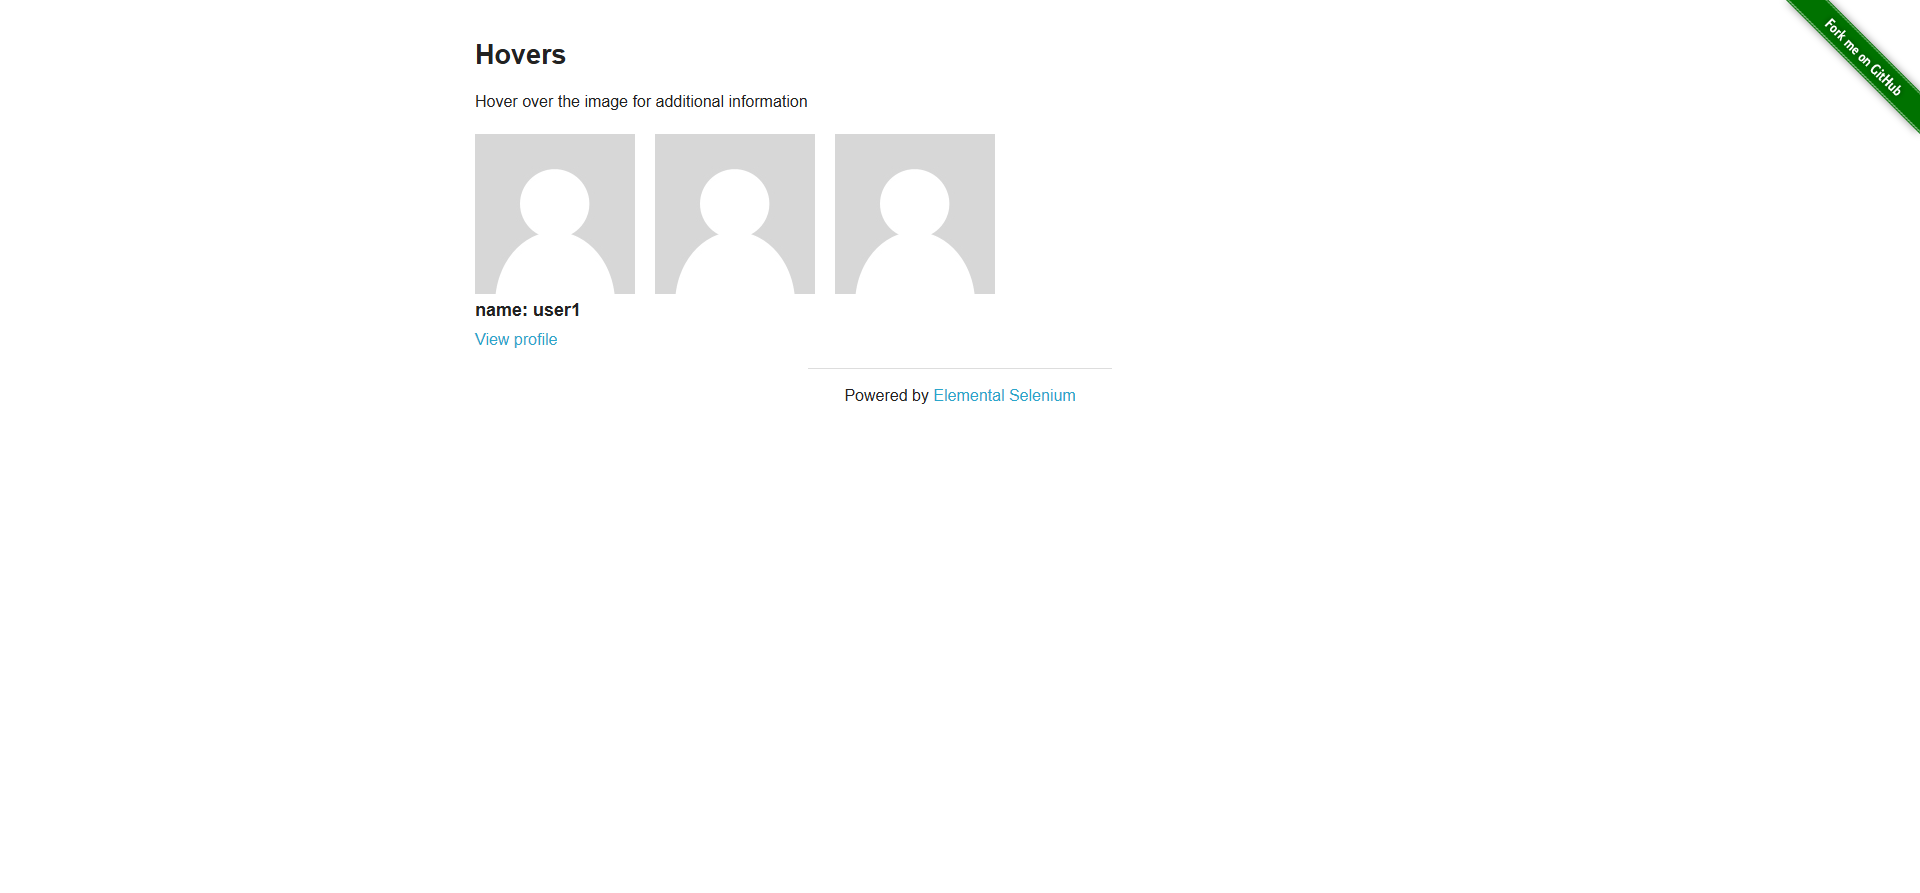 Fork me on GitHub
Hovers
Hover over the image for additional information
name: user1
View profile
Powered by Elemental Selenium